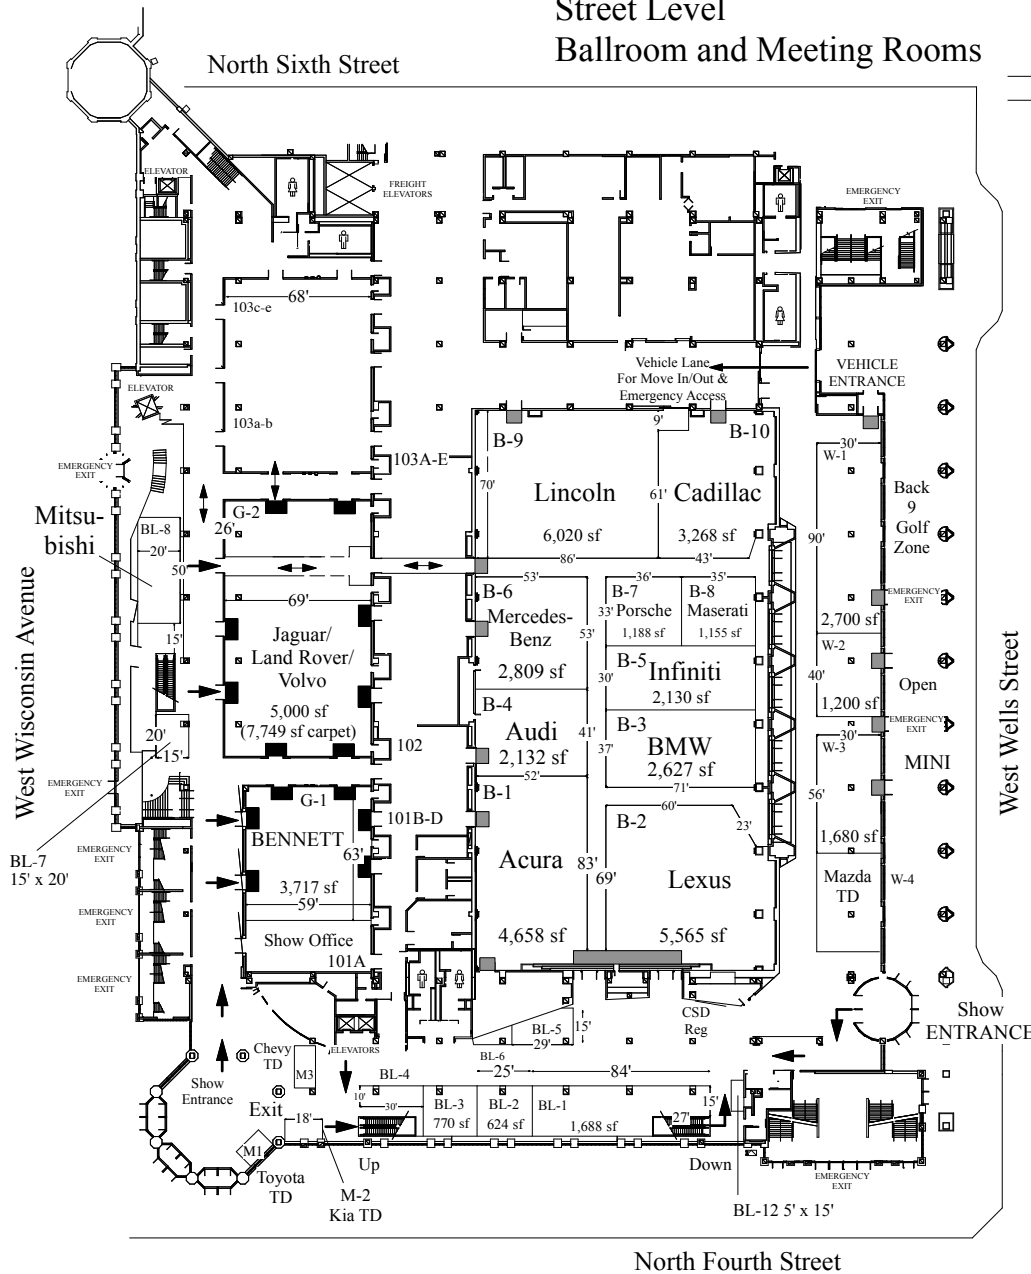 Street Level
Ballroom and Meeting Rooms
North Sixth Street
ELEVATOR
FREIGHT
ELEVATORS
EMERGENCY
EXIT
68'
103c-e
Vehicle Lane
For Move In/Out &
Emergency Access
VEHICLE
ENTRANCE
ELEVATOR
103a-b
9'
B-9
B-10
30'
W-1
103A-E
EMERGENCY
EXIT
70'
Lincoln
61'
Cadillac
Back
9
Golf
Zone
Mitsu-
bishi
G-2
26'
BL-8
20'
6,020 sf
3,268 sf
90'
50'
86'
43'
53'
36'
35'
69'
B-6
Mercedes-
Benz
2,809 sf
53'
33'
B-7
Porsche
1,188 sf
B-8
Maserati
1,155 sf
EMERGENCY
EXIT
2,700 sf
15'
Jaguar/
Land Rover/
Volvo
5,000 sf
(7,749 sf carpet)
B-5
Infiniti
30'
2,130 sf
W-2
40'
Open
1,200 sf
West Wisconsin Avenue
West Wells Street
B-4
Audi
2,132 sf
41'
52'
B-3
BMW
37'
2,627 sf
71'
EMERGENCY
EXIT
30'
W-3
MINI
20'
15'
102
EMERGENCY
EXIT
G-1
BENNETT
63'
3,717 sf
59'
101B-D
B-1
Acura
83'
4,658 sf
60'
B-2
23'
69'
Lexus
5,565 sf
56'
1,680 sf
Mazda
TD
W-4
BL-7
15' x 20'
EMERGENCY
EXIT
EMERGENCY
EXIT
EMERGENCY
EXIT
Show Office
101A
CSD
Reg
Show
ENTRANCE
BL-5
29'
15'
BL-6
25'
84'
Chevy
TD
M3
ELEVATORS
BL-4
Show
Entrance
Exit
18'
10'
30'
BL-3
770 sf
BL-2
624 sf
BL-1
1,688 sf
27'
15'
M1
Toyota
TD
Up
Down
M-2
Kia TD
BL-12 5' x 15'
EMERGENCY
EXIT
North Fourth Street